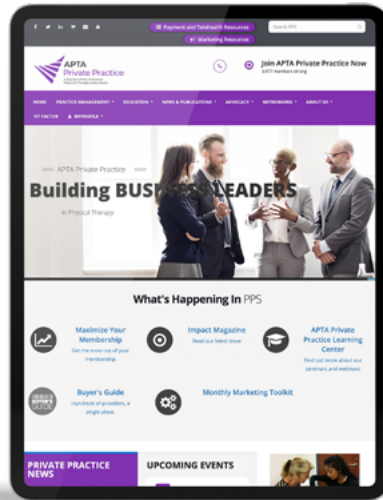 Payment and Telehealth Resources
Marketing Resources
Search PPS
APTA
Private Practice
Join APTA Private Practice Now
HOME PRACTICE MANAGEMENT EDUCATION NEWS & PUBLICATIONS ADVOCACY NETWORKING ABOUT US
FIT FACTOR MYPROFILE
APTA Private Practice
Building BUSINESS LEADERS
in Physical Therapy
What's Happening In PPS
Maximize Your
Membership
Get the most out of your
membership
Impact Magazine
Read our latest issue
APTA Private
Practice Learning
Center
Find out more about our
seminars and webinars
Buyer's Guide
Hundreds of providers, a
single place.
Monthly Marketing Toolkit
PRIVATE PRACTICE
NEWS
UPCOMING EVENTS